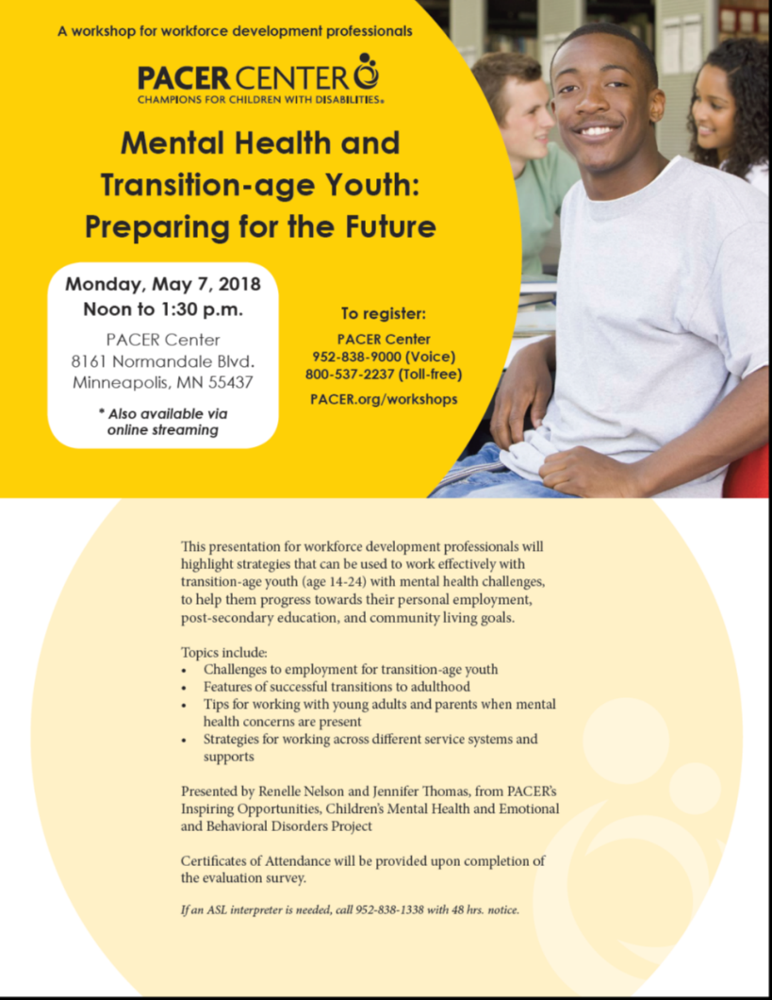 A workshop for workforce development professionals
PACER CENTER
CHAMPIONS FOR CHILDREN WITH DISABILITIES®
Mental Health and
Transition-age Youth:
Preparing for the Future
Monday, May 7, 2018
Noon to 1:30 p.m.
PACER Center
8161 Normandale Blvd.
Minneapolis, MN 55437
* Also available via
online streaming
To register:
PACER Center
952-838-9000 (Voice)
800-537-2237 (Toll-free)
PACER.org/workshops
This presentation for workforce development professionals will
highlight strategies that can be used to work effectively with
transition-age youth (age 14-24) with mental health challenges,
to help them progress towards their personal employment,
post-secondary education, and community living goals.
Topics include:
• Challenges to employment for transition-age youth
• Features of successful transitions to adulthood
• Tips for working with young adults and parents when mental
health concerns are present
• Strategies for working across different service systems and
supports
Presented by Renelle Nelson and Jennifer Thomas, from PACER's
Inspiring Opportunities, Children's Mental Health and Emotional
and Behavioral Disorders Project
Certificates of Attendance will be provided upon completion of
the evaluation survey.
If an ASL interpreter is needed, call 952-838-1338 with 48 hrs. notice.